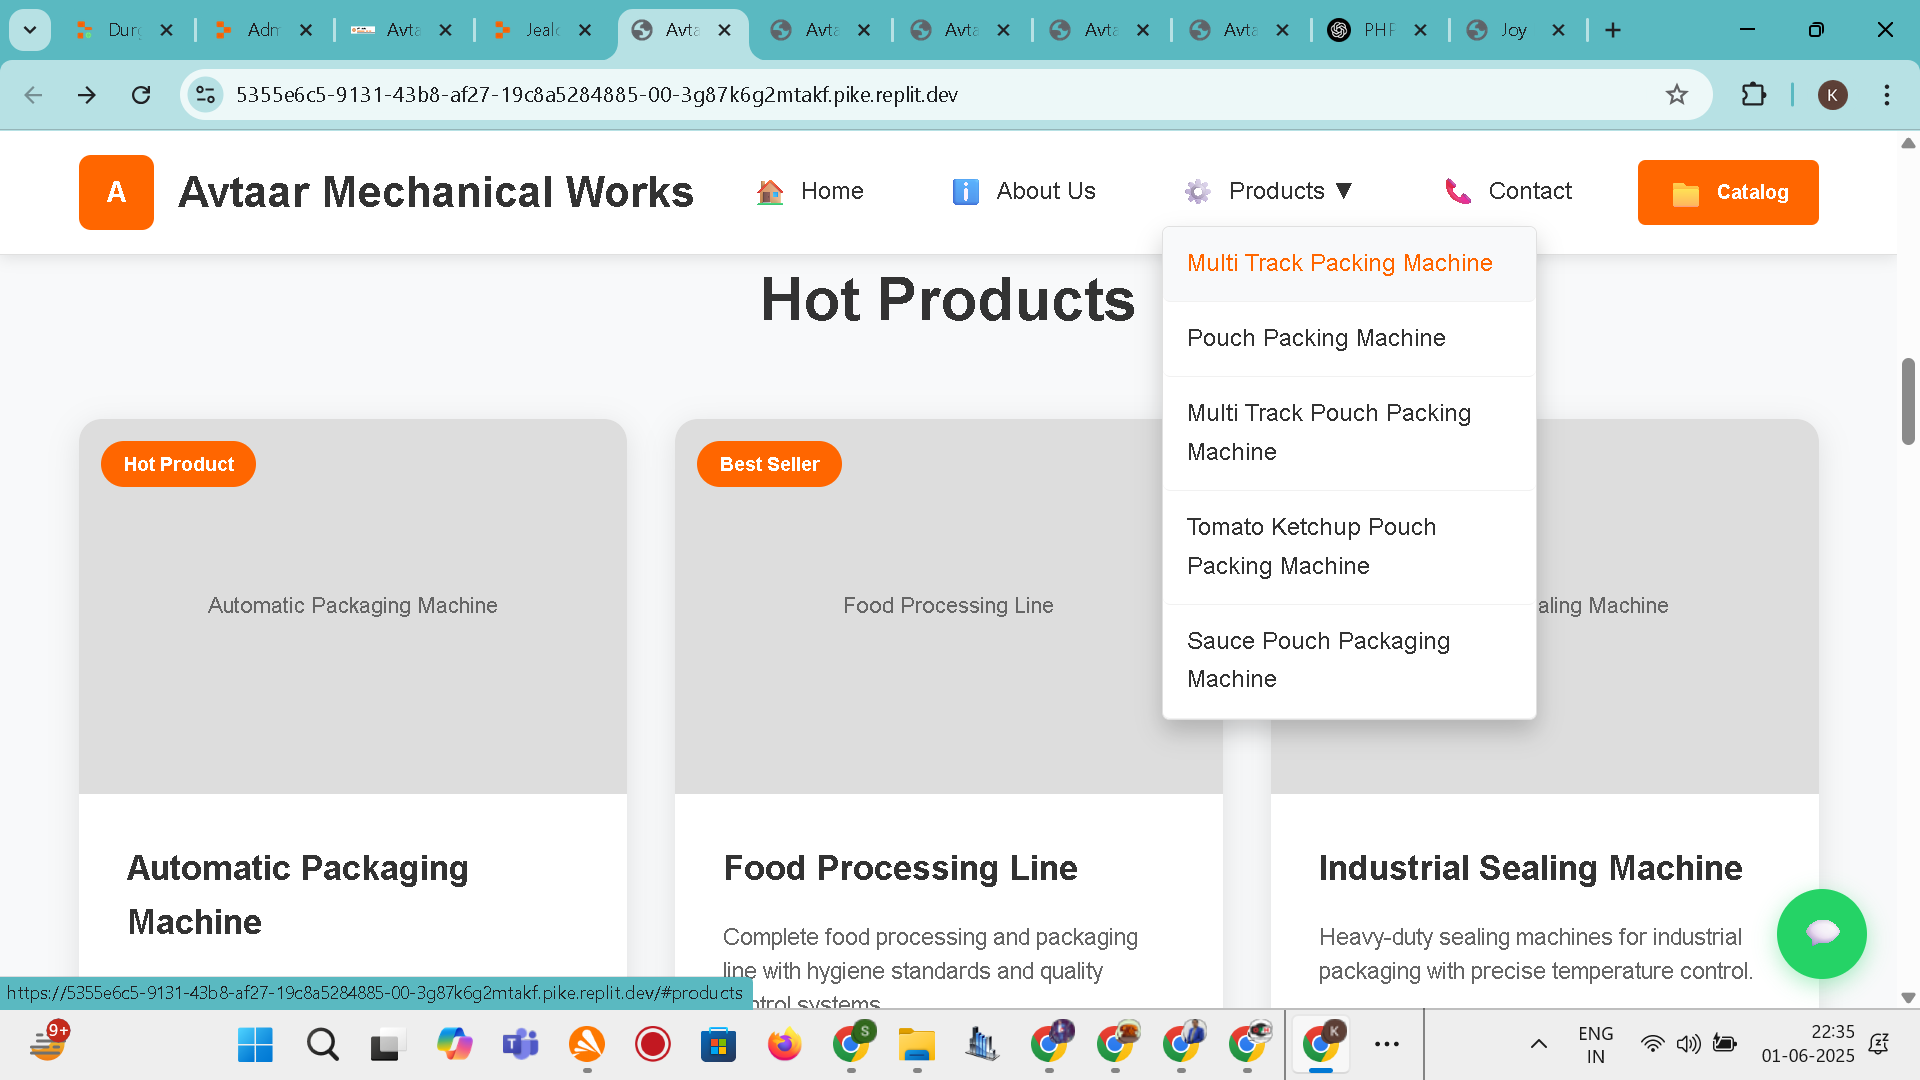 Dur
Adm
Avta
Jealo
Avta
Avta
Avta
Avta
Avta
PHP
Joy
5355e6c5-9131-43b8-af27-19c8a5284885-00-3g87k6g2mtakf.pike.replit.dev
K
A
Avtaar Mechanical Works
Home
About Us
Products ▼
Contact
Catalog
Multi Track Packing Machine
Pouch Packing Machine
Multi Track Pouch Packing
Machine
Tomato Ketchup Pouch
Packing Machine
Sauce Pouch Packaging
Machine
Hot Products
Hot Product
Automatic Packaging Machine
Automatic Packaging
Machine
Best Seller
Food Processing Line
Food Processing Line
Complete food processing and packaging
line with hygiene standards and quality
ntrol systems
aling Machine
Industrial Sealing Machine
Heavy-duty sealing machines for industrial
packaging with precise temperature control.
https://5355e6c5-9131-43b8-af27-19c8a5284885-00-3g87k6g2mtakf.pike.replit.dev/#products
9+
S
K
ENG
IN
22:35
01-06-2025